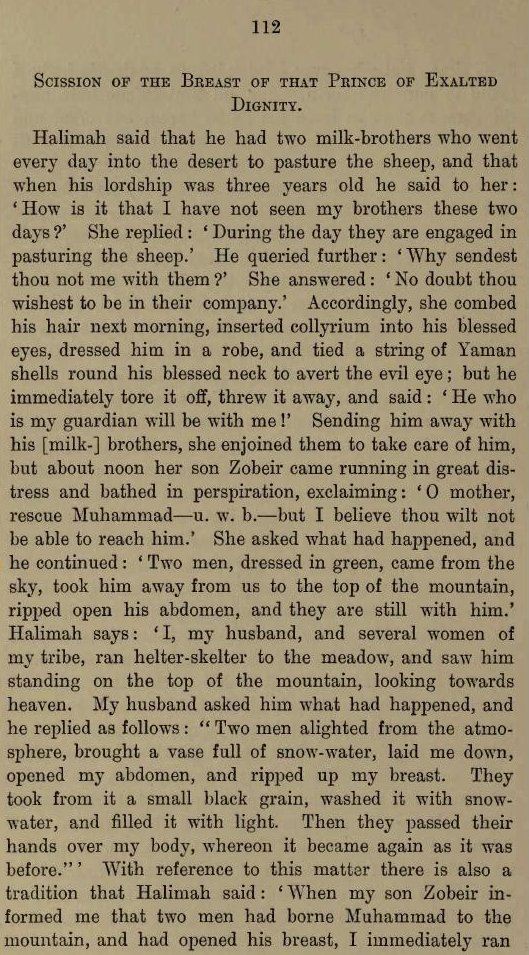 112
SCISSION OF THE BREAST OF THAT PRINCE OF EXALTED
DIGNITY.
Halimah said that he had two milk-brothers who went
every day into the desert to pasture the sheep, and that
when his lordship was three years old he said to her:
'How is it that I have not seen my brothers these two
days?' She replied: 'During the day they are engaged in
pasturing the sheep.' He queried further: 'Why sendest
thou not me with them?' She answered: 'No doubt thou
wishest to be in their company.' Accordingly, she combed
his hair next morning, inserted collyrium into his blessed
eyes, dressed him in a robe, and tied a string of Yaman
shells round his blessed neck to avert the evil eye; but he
immediately tore it off, threw it away, and said: 'He who
is my guardian will be with me!' Sending him away with
his [milk-] brothers, she enjoined them to take care of him,
but about noon her son Zobeir came running in great dis-
tress and bathed in perspiration, exclaiming: 'O mother,
rescue Muhammad—u. w. b.—but I believe thou wilt not
be able to reach him.' She asked what had happened, and
he continued: 'Two men, dressed in green, came from the
sky, took him away from us to the top of the mountain,
ripped open his abdomen, and they are still with him.'
Halimah says: 'I, my husband, and several women of
my tribe, ran helter-skelter to the meadow, and saw him
standing on the top of the mountain, looking towards
heaven. My husband asked him what had happened, and
he replied as follows: "Two men alighted from the atmo-
sphere, brought a vase full of snow-water, laid me down,
opened my abdomen, and ripped up my breast. They
took from it a small black grain, washed it with snow-
water, and filled it with light. Then they passed their
hands over my body, whereon it became again as it was
before."' With reference to this matter there is also a
tradition that Halimah said: 'When my son Zobeir in-
formed me that two men had borne Muhammad to the
mountain, and had opened his breast, I immediately ran